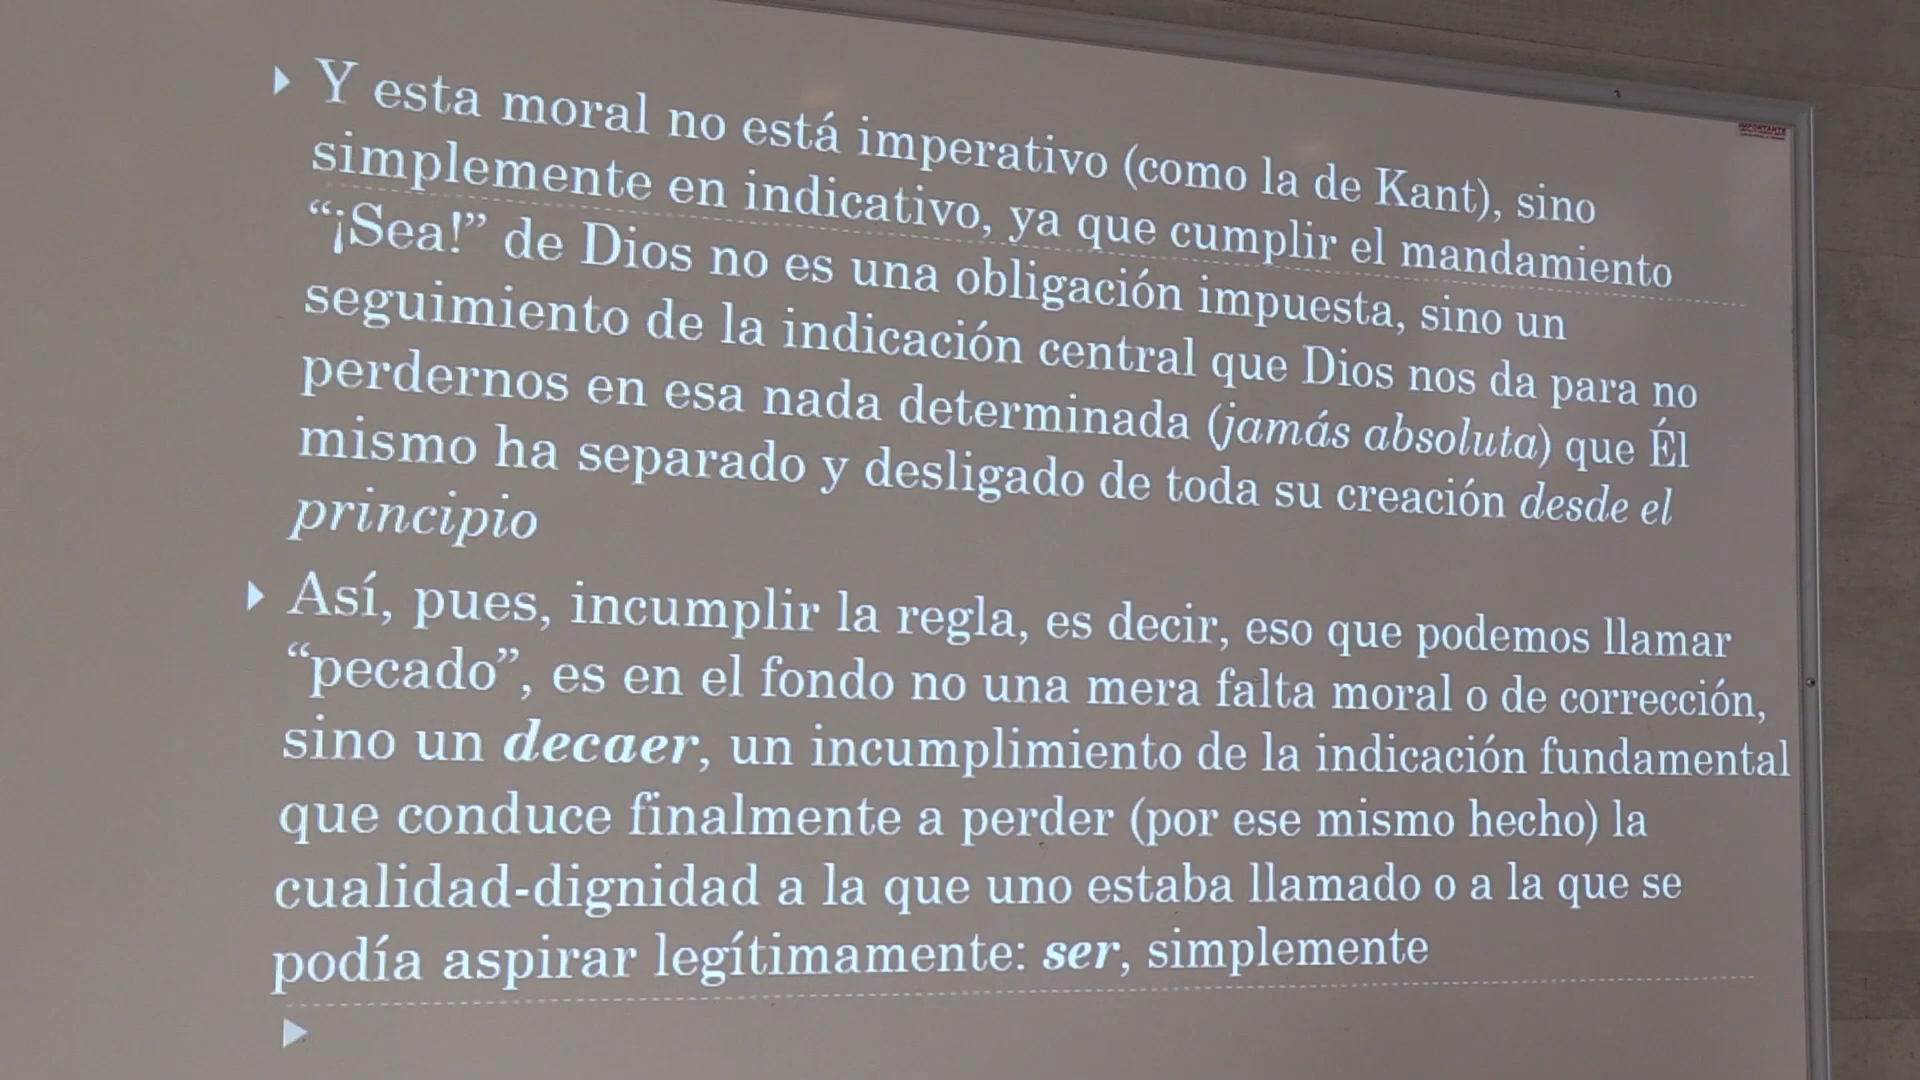 Y esta moral no está imperativo (como la de Kant), sino
simplemente en indicativo, ya que cumplir el mandamiento
“¡Sea!” de Dios no es una obligación impuesta, sino un
seguimiento de la indicación central que Dios nos da para no
perdernos en esa nada determinada (jamás absoluta) que Él
mismo ha separado y desligado de toda su creación desde el
principio
Así, pues, incumplir la regla, es decir, eso que podemos llamar
“pecado”, es en el fondo no una mera falta moral o de corrección,
sino un decaer, un incumplimiento de la indicación fundamental
que conduce finalmente a perder (por ese mismo hecho) la
cualidad-dignidad a la que uno estaba llamado o a la que se
podía aspirar legítimamente: ser, simplemente
IMPORTANTE